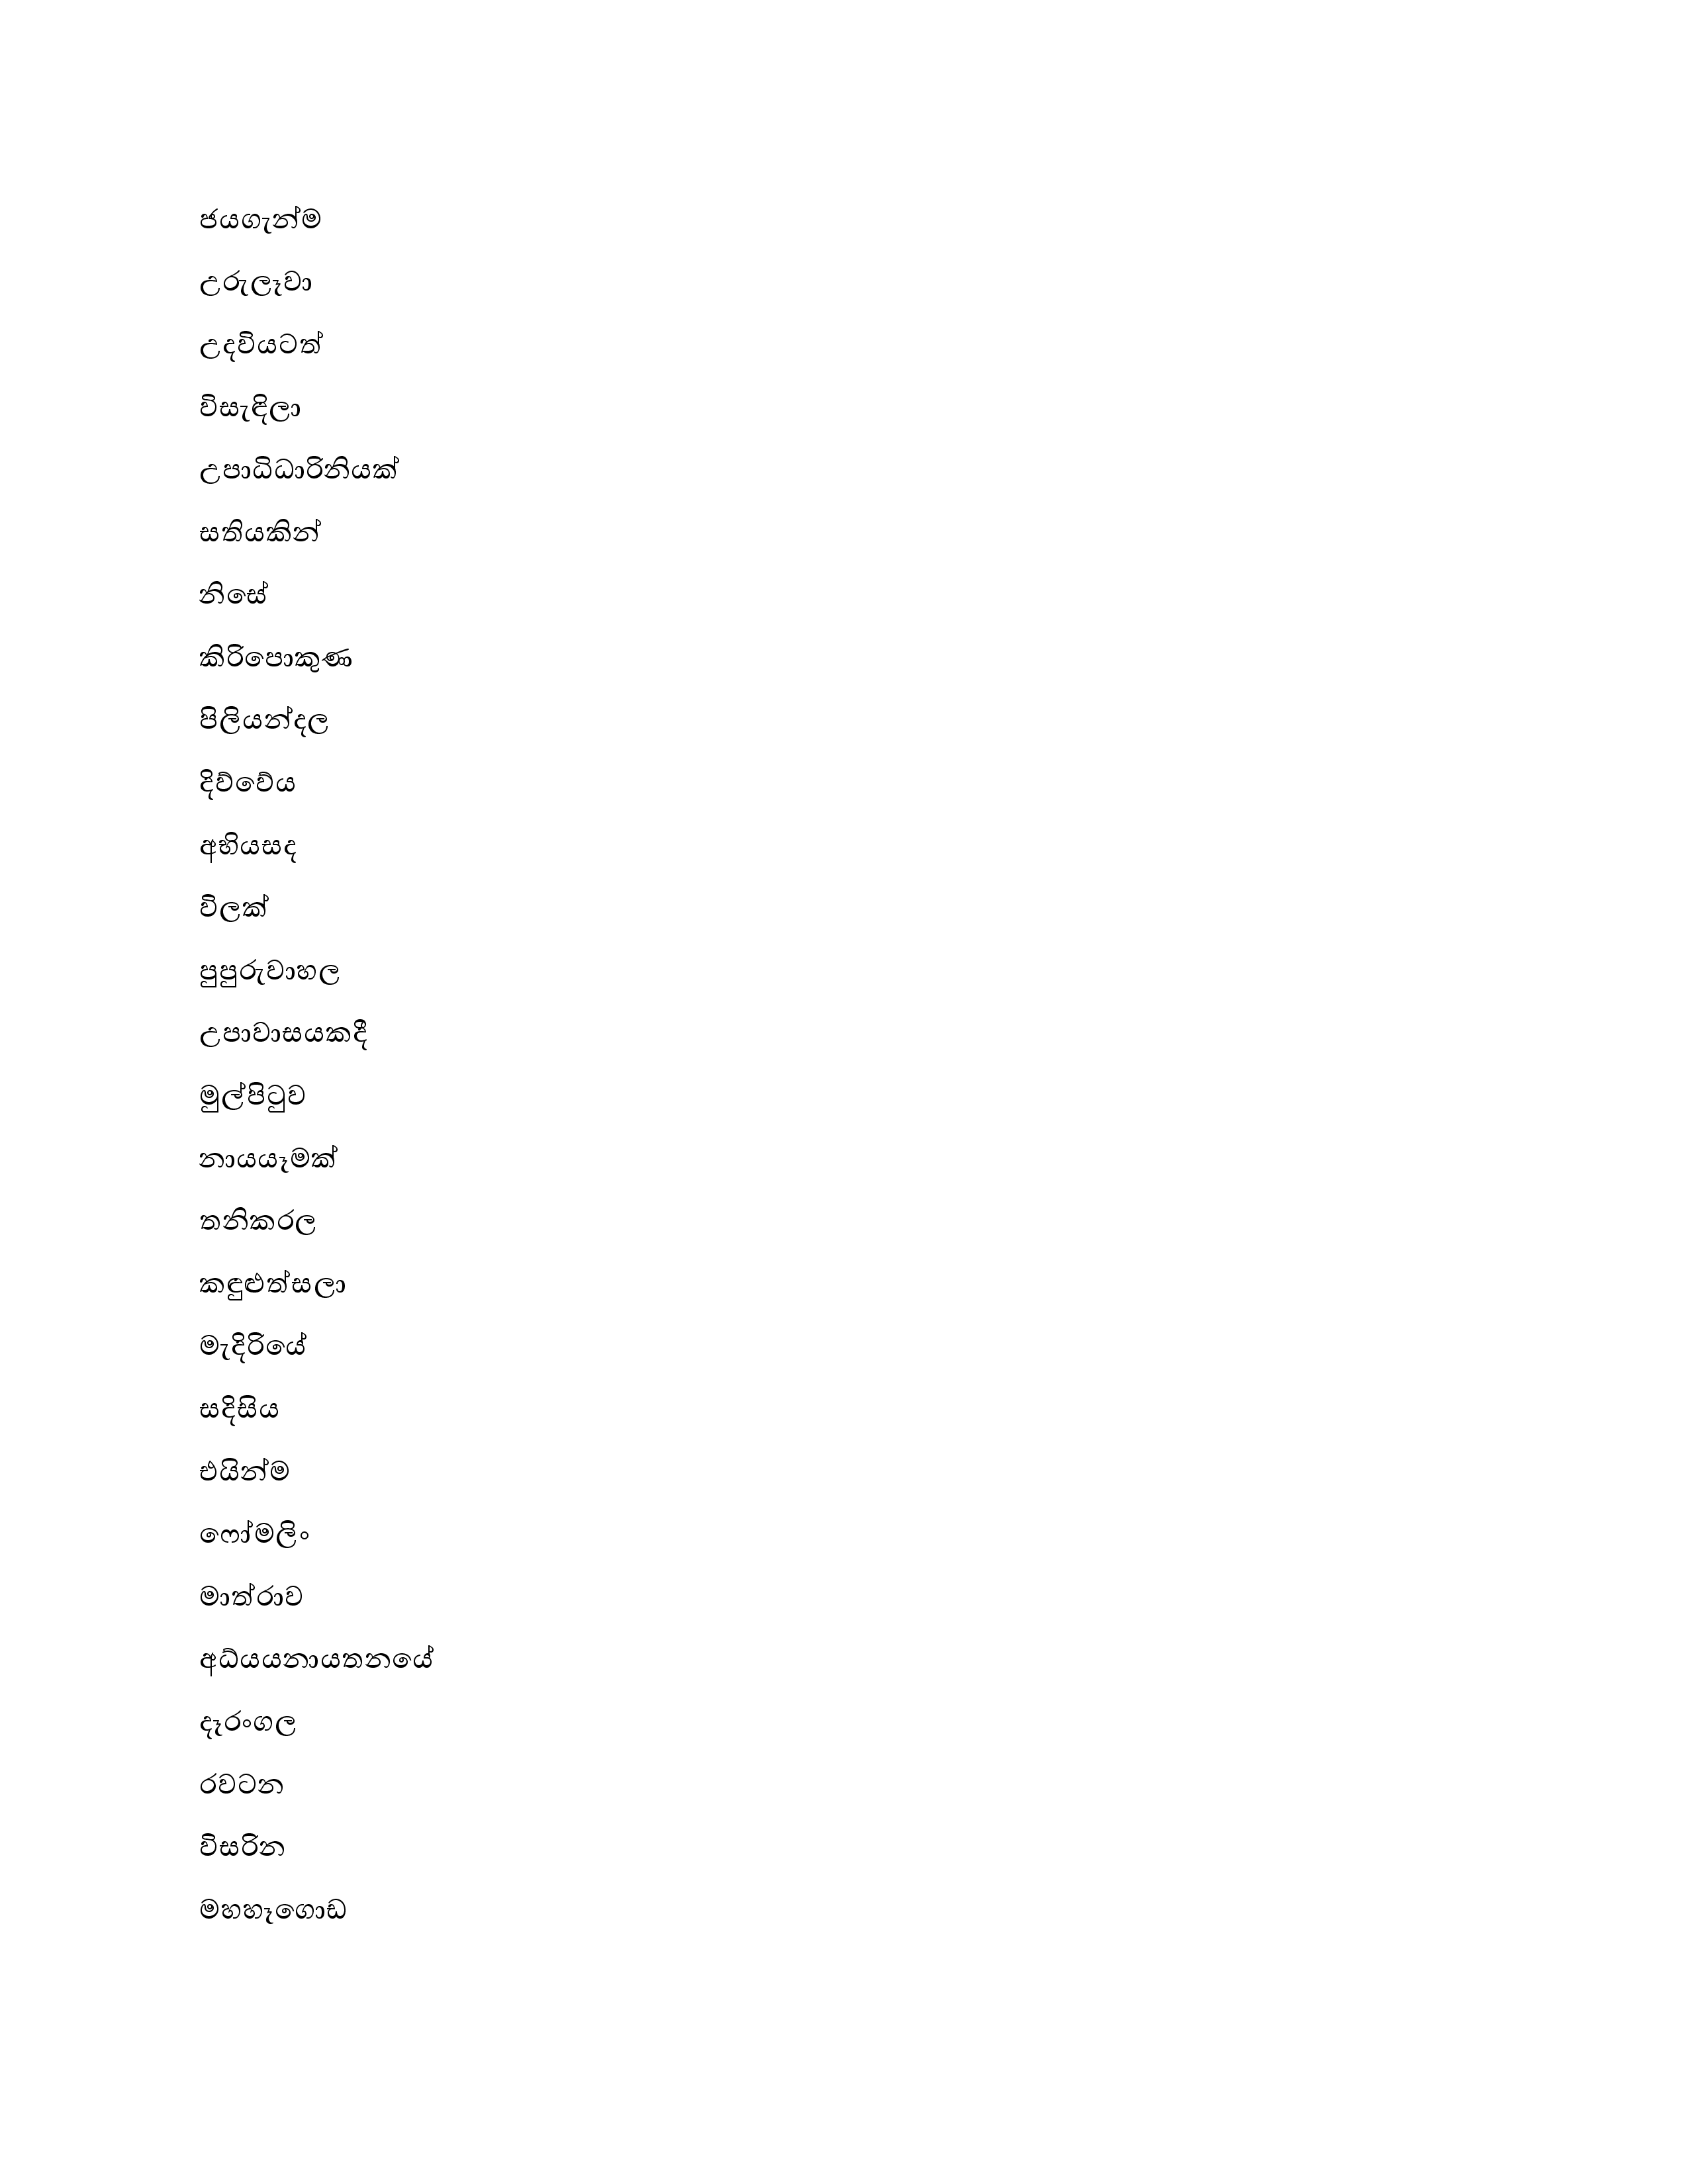 ජයගැන්ම
උරුලෑවා
උදවියටත්
විසැඳිලා
උපාධිධාරිනියක්
සතියකින්
නිසේ
කිරිපොකුණ
පිලියන්දල
දිව්වේය
අභියසද
විලක්
පුපුරුවාහල
උපාවාසයකදී
මුල්පිටුව
නායයෑමක්
තනිකරල
කඳුළුත්සලා
මැදිරියේ
සදිසිය
එයින්ම
ෆෝමලිං
මාත්රාව
අධ්යයනායතනයේ
දෑරංගල
රවටන
විසරින
මහහෑගොඩ